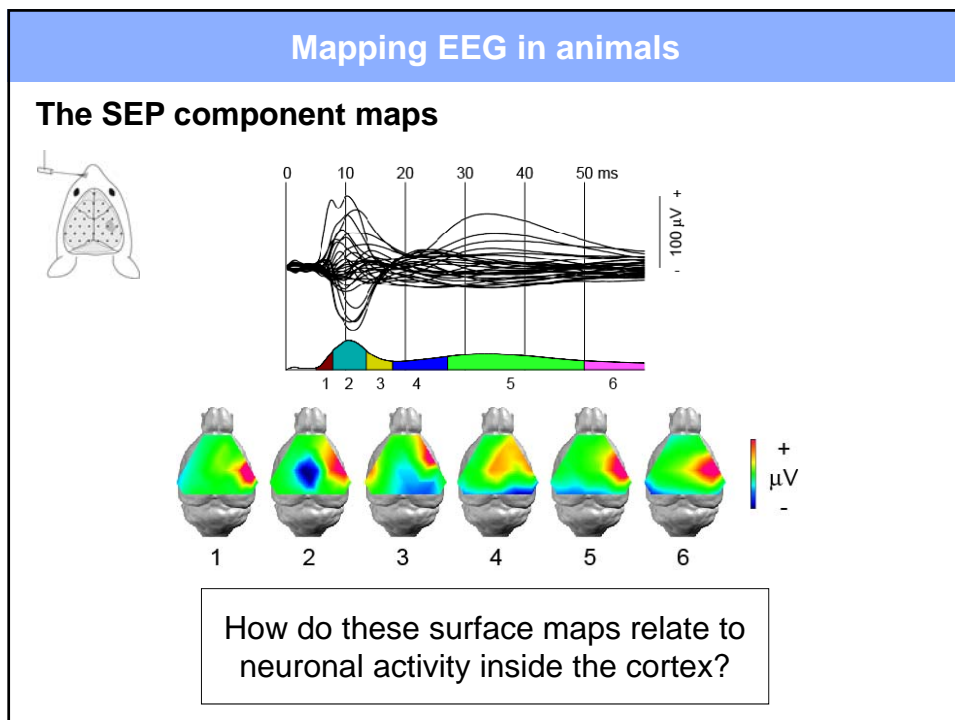 Mapping EEG in animals
The SEP component maps
0 10 20 30 40 50 ms
- 100 μV +
1 2 3 4 5 6
+
μV
-
1 2 3 4 5 6
How do these surface maps relate to
neuronal activity inside the cortex?